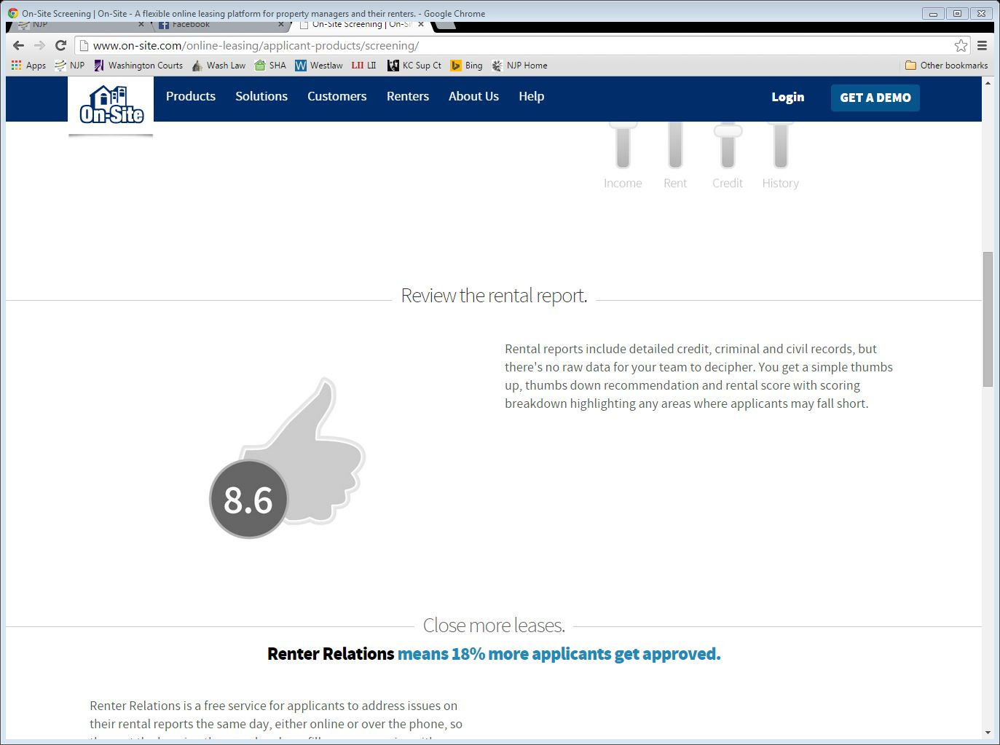 On-Site Screening | On-Site - A flexible online leasing platform for property managers and their renters. - Google Chrome
NJP
Facebook
On-Site Screening | On-Si
www.on-site.com/online-leasing/applicant-products/screening/
Apps NJP Washington Courts Wash Law SHA Westlaw LII LII KC Sup Ct Bing NJP Home Other bookmarks
On-Site
Products Solutions Customers Renters About Us Help Login GET A DEMO
Income Rent Credit History
Review the rental report.
Rental reports include detailed credit, criminal and civil records, but
there's no raw data for your team to decipher. You get a simple thumbs
up, thumbs down recommendation and rental score with scoring
breakdown highlighting any areas where applicants may fall short.
8.6
Close more leases.
Renter Relations means 18% more applicants get approved.
Renter Relations is a free service for applicants to address issues on
their rental reports the same day, either online or over the phone, so